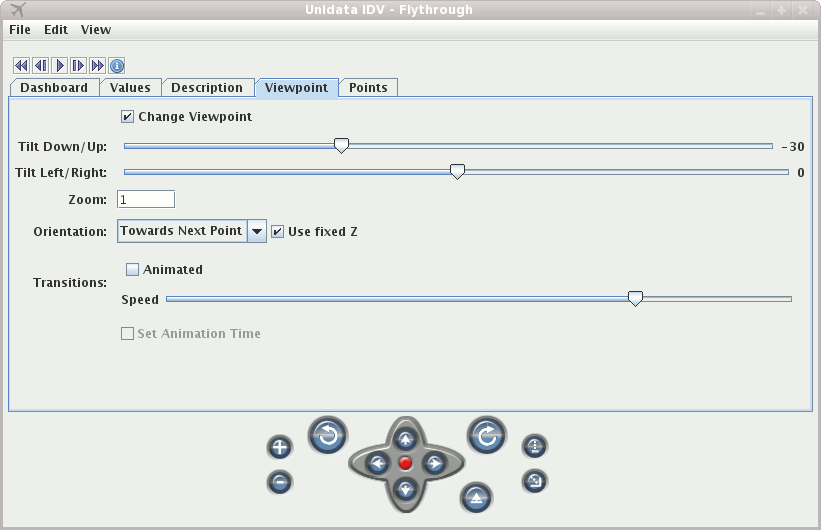 Unidata IDV - Flythrough
File Edit View
Dashboard Values Description Viewpoint Points
Change Viewpoint
Tilt Down/Up: -30
Tilt Left/Right: 0
Zoom: 1
Orientation: Towards Next Point Use fixed Z
Animated
Transitions:
Speed
Set Animation Time